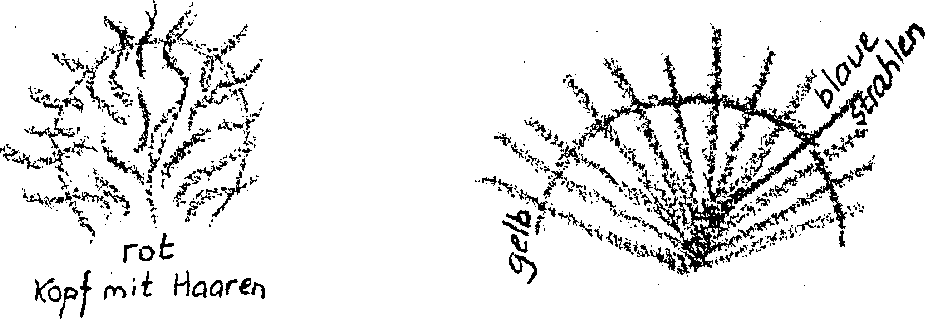 rot
Kopf mit Haaren
gelb
blaue
Strahlen